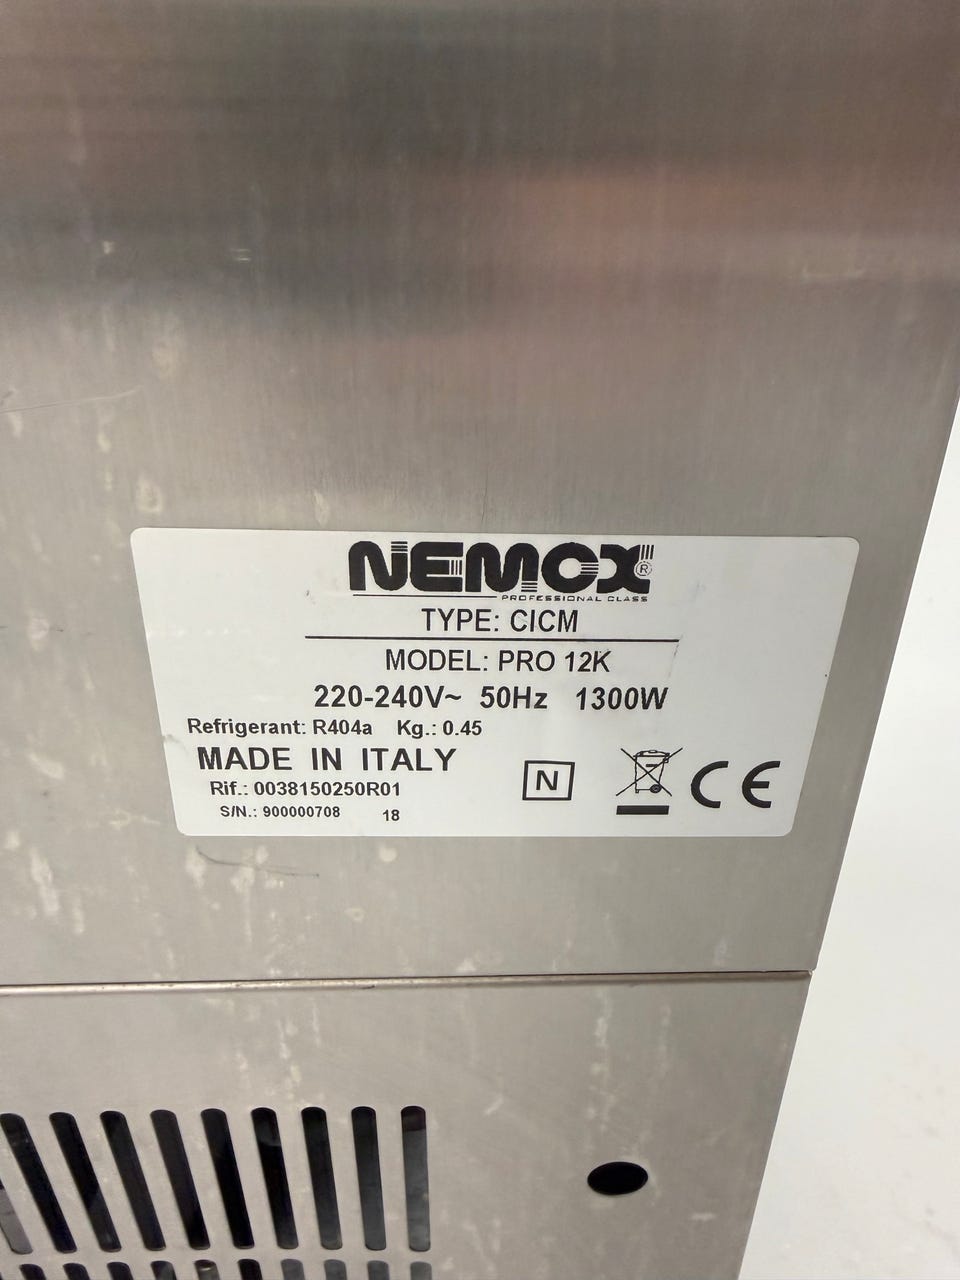 NEMOX®
PROFESSIONAL CLASS
TYPE: CICM
MODEL: PRO 12K
220-240V~ 50Hz 1300W
Refrigerant: R404a Kg.: 0.45
MADE IN ITALY
Rif.: 0038150250R01
S/N.: 900000708 18
N
CE